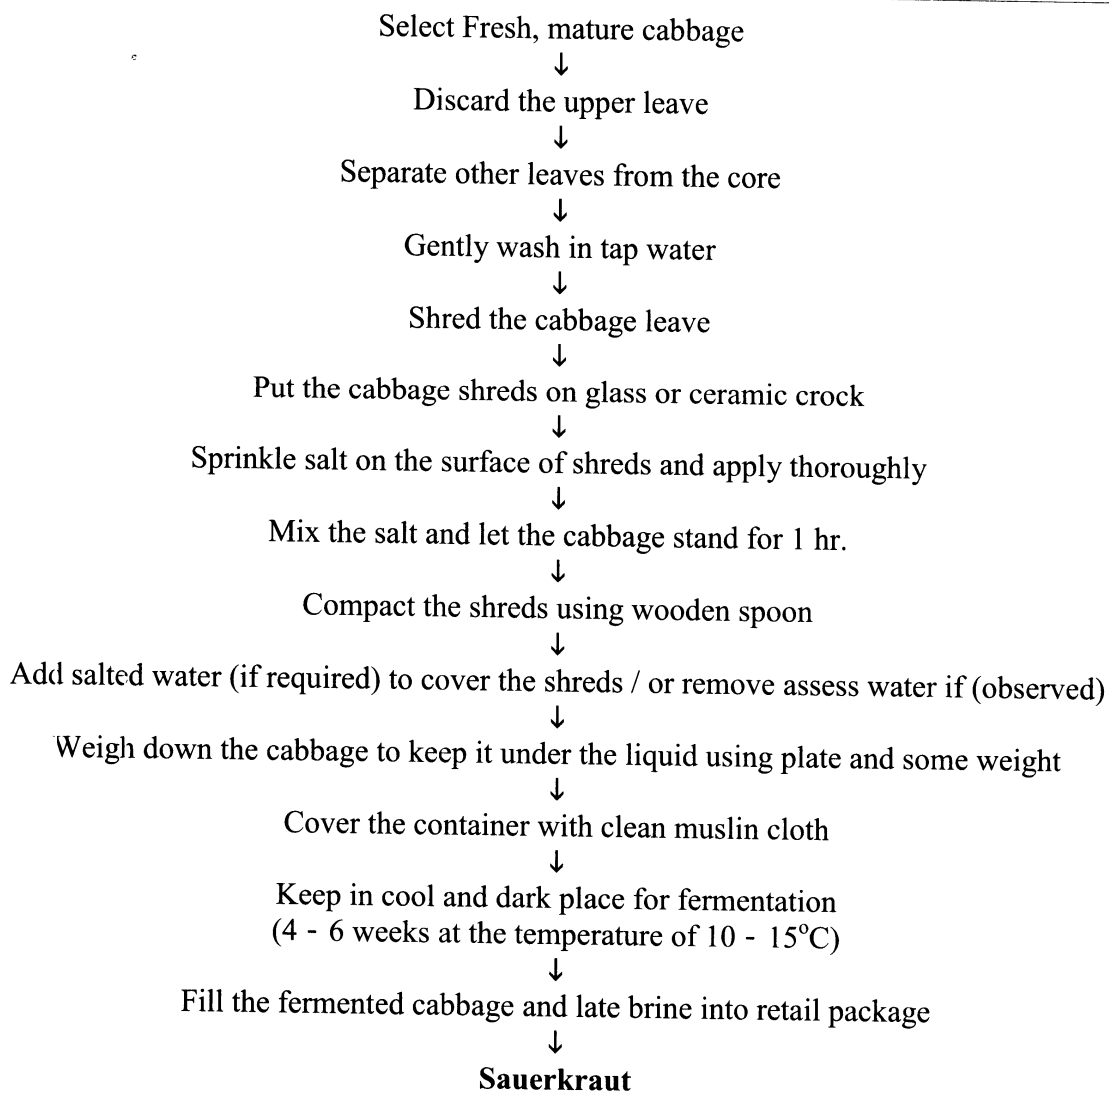 Select Fresh, mature cabbage
↓
Discard the upper leave
↓
Separate other leaves from the core
↓
Gently wash in tap water
↓
Shred the cabbage leave
↓
Put the cabbage shreds on glass or ceramic crock
↓
Sprinkle salt on the surface of shreds and apply thoroughly
↓
Mix the salt and let the cabbage stand for 1 hr.
↓
Compact the shreds using wooden spoon
↓
Add salted water (if required) to cover the shreds / or remove assess water if (observed)
↓
Weigh down the cabbage to keep it under the liquid using plate and some weight
↓
Cover the container with clean muslin cloth
↓
Keep in cool and dark place for fermentation
(4 - 6 weeks at the temperature of 10 - 15°C)
↓
Fill the fermented cabbage and late brine into retail package
↓
Sauerkraut